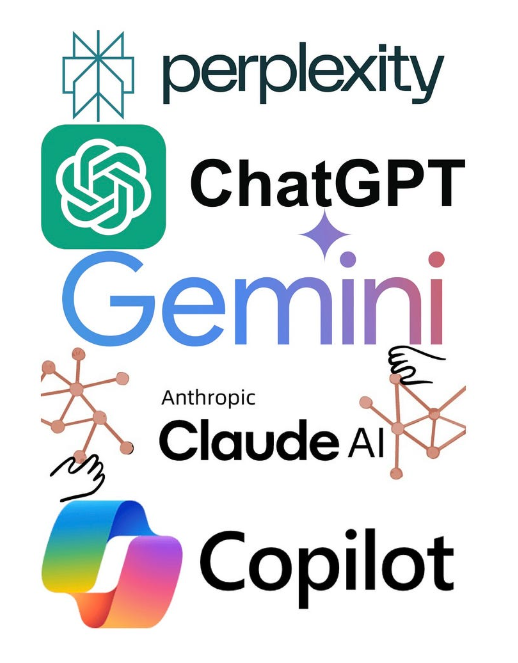 perplexity
ChatGPT
Gemini
Anthropic
Claude AI
Copilot